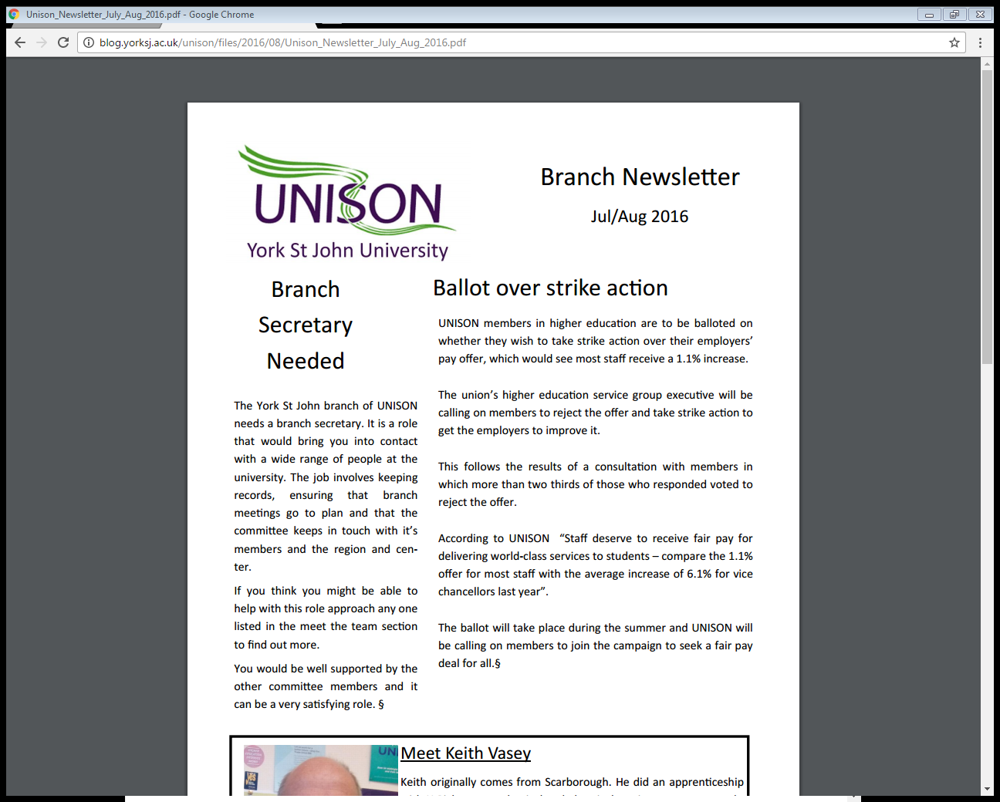 Unison_Newsletter_July_Aug_2016.pdf - Google Chrome
blog.yorksj.ac.uk/unison/files/2016/08/Unison_Newsletter_July_Aug_2016.pdf
UNISON
York St John University
Branch Newsletter
Jul/Aug 2016
Branch
Secretary
Needed
The York St John branch of UNISON
needs a branch secretary. It is a role
that would bring you into contact
with a wide range of people at the
university. The job involves keeping
records, ensuring that branch
meetings go to plan and that the
committee keeps in touch with it's
members and the region and cen-
ter.
If you think you might be able to
help with this role approach any one
listed in the meet the team section
to find out more.
You would be well supported by the
other committee members and it
can be a very satisfying role. §
Ballot over strike action
UNISON members in higher education are to be balloted on
whether they wish to take strike action over their employers'
pay offer, which would see most staff receive a 1.1% increase.
The union's higher education service group executive will be
calling on members to reject the offer and take strike action to
get the employers to improve it.
This follows the results of a consultation with members in
which more than two thirds of those who responded voted to
reject the offer.
According to UNISON “Staff deserve to receive fair pay for
delivering world-class services to students – compare the 1.1%
offer for most staff with the average increase of 6.1% for vice
chancellors last year”.
The ballot will take place during the summer and UNISON will
be calling on members to join the campaign to seek a fair pay
deal for all.§
UN
Meet Keith Vasey
Keith originally comes from Scarborough. He did an apprenticeship